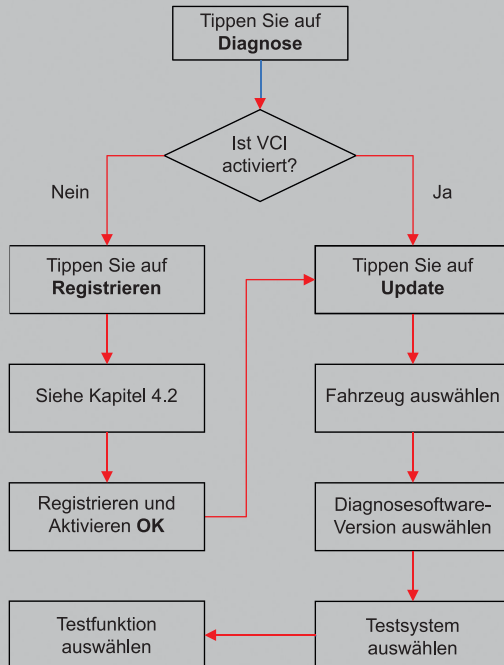 Tippen Sie auf
Diagnose
Ist VCI
activiert?
Nein
Ja
Tippen Sie auf
Registrieren
Tippen Sie auf
Update
Siehe Kapitel 4.2
Fahrzeug auswählen
Registrieren und
Aktivieren OK
Diagnosesoftware-
Version auswählen
Testfunktion
auswählen
Testsystem
auswählen